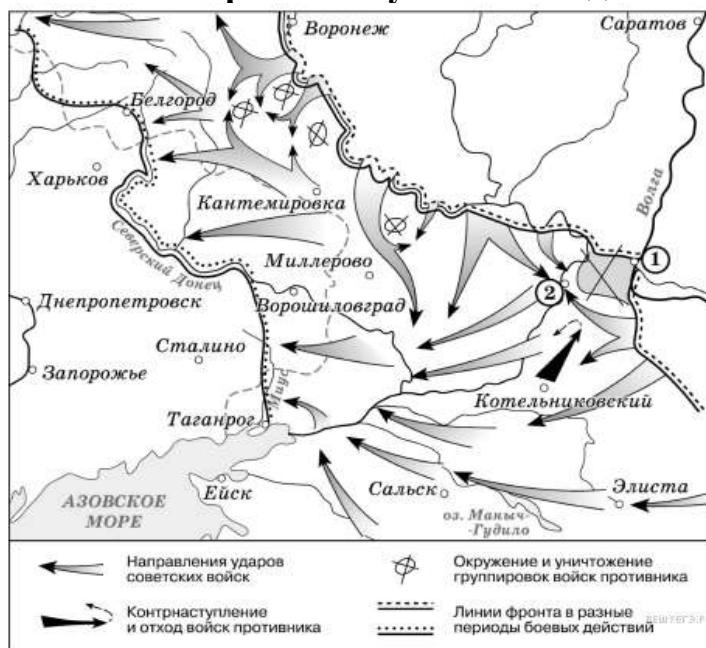 Воронеж
Саратов
Белгород
Харьков
Кантемировка
Волга
Северский Донец
Миллерово
1
2
Днепропетровск
Ворошиловград
Сталино
Запорожье
Миус
Котельниковский
Таганрог
АЗОВСКОЕ
МОРЕ
Ейск
Сальск
Элиста
оз. Маныч-
-Гудило
Направления ударов
советских войск
Окружение и уничтожение
группировок войск противника
Контрнаступление
и отход войск противника
Линии фронта в разные
периоды боевых действий